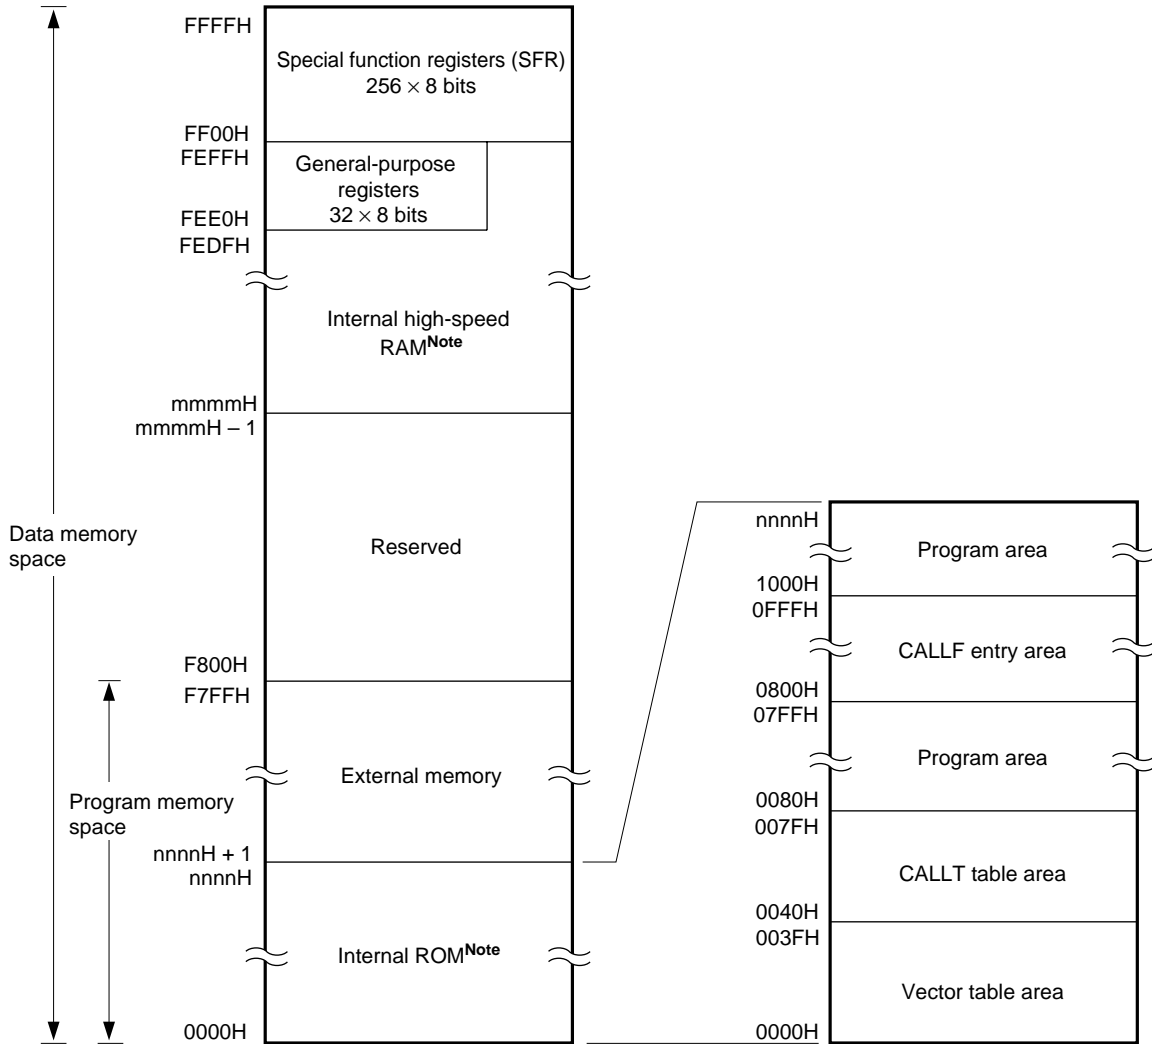 FFFFH
Special function registers (SFR)
256 × 8 bits
FF00H
FEFFH
General-purpose
registers
32 × 8 bits
FEE0H
FEDFH
Internal high-speed
RAMNote
mmmmH
mmmmH – 1
Data memory
space
Reserved
F800H
F7FFH
External memory
Program memory
space
nnnnH + 1
nnnnH
Internal ROMNote
0000H
nnnnH
Program area
1000H
0FFFH
CALLF entry area
0800H
07FFH
Program area
0080H
007FH
CALLT table area
0040H
003FH
Vector table area
0000H